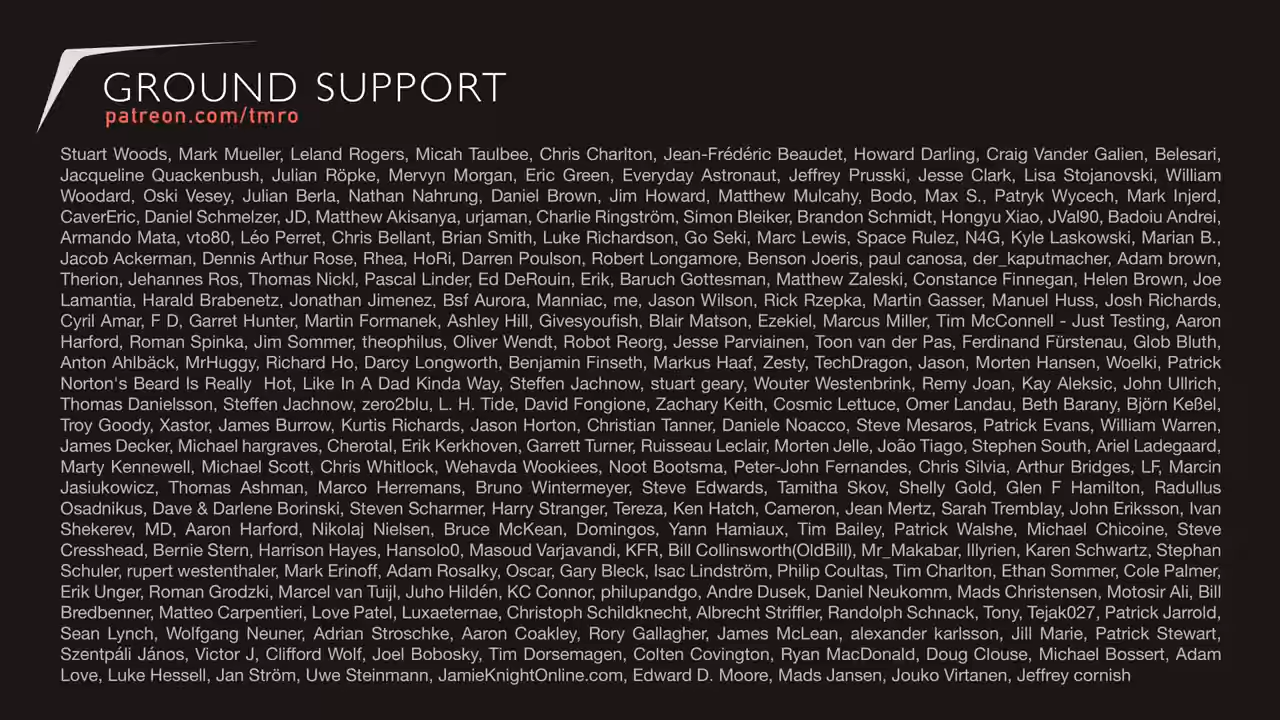 GROUND SUPPORT
patreon.com/tmro
Stuart Woods, Mark Mueller, Leland Rogers, Micah Taulbee, Chris Charlton, Jean-Frédéric Beaudet, Howard Darling, Craig Vander Galien, Belesari,
Jacqueline Quackenbush, Julian Röpke, Mervyn Morgan, Eric Green, Everyday Astronaut, Jeffrey Prusski, Jesse Clark, Lisa Stojanovski, William
Woodard, Oski Vesey, Julian Berla, Nathan Nahrung, Daniel Brown, Jim Howard, Matthew Mulcahy, Bodo, Max S., Patryk Wycech, Mark Injerd,
CaverEric, Daniel Schmelzer, JD, Matthew Akisanya, urjaman, Charlie Ringström, Simon Bleiker, Brandon Schmidt, Hongyu Xiao, JVal90, Badoiu Andrei,
Armando Mata, vto80, Léo Perret, Chris Bellant, Brian Smith, Luke Richardson, Go Seki, Marc Lewis, Space Rulez, N4G, Kyle Laskowski, Marian B.,
Jacob Ackerman, Dennis Arthur Rose, Rhea, HoRi, Darren Poulson, Robert Longamore, Benson Joeris, paul canosa, der_kaputmacher, Adam brown,
Therion, Jehannes Ros, Thomas Nickl, Pascal Linder, Ed DeRouin, Erik, Baruch Gottesman, Matthew Zaleski, Constance Finnegan, Helen Brown, Joe
Lamantia, Harald Brabenetz, Jonathan Jimenez, Bsf Aurora, Manniac, me, Jason Wilson, Rick Rzepka, Martin Gasser, Manuel Huss, Josh Richards,
Cyril Amar, F D, Garret Hunter, Martin Formanek, Ashley Hill, Givesyoufish, Blair Matson, Ezekiel, Marcus Miller, Tim McConnell - Just Testing, Aaron
Harford, Roman Spinka, Jim Sommer, theophilus, Oliver Wendt, Robot Reorg, Jesse Parviainen, Toon van der Pas, Ferdinand Fürstenau, Glob Bluth,
Anton Ahlbäck, MrHuggy, Richard Ho, Darcy Longworth, Benjamin Finseth, Markus Haaf, Zesty, TechDragon, Jason, Morten Hansen, Woelki, Patrick
Norton's Beard Is Really Hot, Like In A Dad Kinda Way, Steffen Jachnow, stuart geary, Wouter Westenbrink, Remy Joan, Kay Aleksic, John Ullrich,
Thomas Danielsson, Steffen Jachnow, zero2blu, L. H. Tide, David Fongione, Zachary Keith, Cosmic Lettuce, Omer Landau, Beth Barany, Björn Keßel,
Troy Goody, Xastor, James Burrow, Kurtis Richards, Jason Horton, Christian Tanner, Daniele Noacco, Steve Mesaros, Patrick Evans, William Warren,
James Decker, Michael hargraves, Cherotal, Erik Kerkhoven, Garrett Turner, Ruisseau Leclair, Morten Jelle, João Tiago, Stephen South, Ariel Ladegaard,
Marty Kennewell, Michael Scott, Chris Whitlock, Wehavda Wookiees, Noot Bootsma, Peter-John Fernandes, Chris Silvia, Arthur Bridges, LF, Marcin
Jasiukowicz, Thomas Ashman, Marco Herremans, Bruno Wintermeyer, Steve Edwards, Tamitha Skov, Shelly Gold, Glen F Hamilton, Radullus
Osadnikus, Dave & Darlene Borinski, Steven Scharmer, Harry Stranger, Tereza, Ken Hatch, Cameron, Jean Mertz, Sarah Tremblay, John Eriksson, Ivan
Shekerev, MD, Aaron Harford, Nikolaj Nielsen, Bruce McKean, Domingos, Yann Hamiaux, Tim Bailey, Patrick Walshe, Michael Chicoine, Steve
Cresshead, Bernie Stern, Harrison Hayes, Hansolo0, Masoud Varjavandi, KFR, Bill Collinsworth(OldBill), Mr_Makabar, Illyrien, Karen Schwartz, Stephan
Schuler, rupert westenthaler, Mark Erinoff, Adam Rosalky, Oscar, Gary Bleck, Isac Lindström, Philip Coultas, Tim Charlton, Ethan Sommer, Cole Palmer,
Erik Unger, Roman Grodzki, Marcel van Tuijl, Juho Hildén, KC Connor, philupandgo, Andre Dusek, Daniel Neukomm, Mads Christensen, Motosir Ali, Bill
Bredbenner, Matteo Carpentieri, Love Patel, Luxaeternae, Christoph Schildknecht, Albrecht Striffler, Randolph Schnack, Tony, Tejak027, Patrick Jarrold,
Sean Lynch, Wolfgang Neuner, Adrian Stroschke, Aaron Coakley, Rory Gallagher, James McLean, alexander karlsson, Jill Marie, Patrick Stewart,
Szentpáli János, Victor J, Clifford Wolf, Joel Bobosky, Tim Dorsemagen, Colten Covington, Ryan MacDonald, Doug Clouse, Michael Bossert, Adam
Love, Luke Hessell, Jan Ström, Uwe Steinmann, JamieKnightOnline.com, Edward D. Moore, Mads Jansen, Jouko Virtanen, Jeffrey cornish